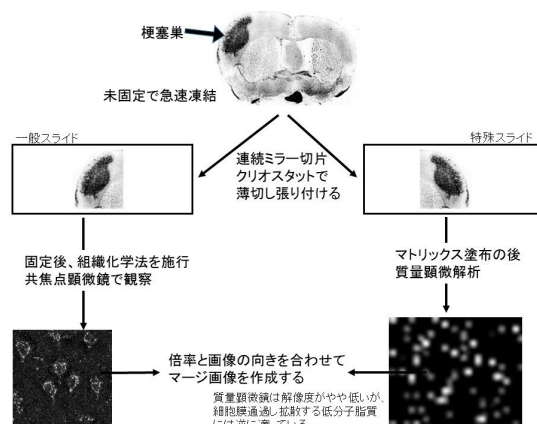 梗塞巣
未固定で急速凍結
一般スライド
特殊スライド
連続ミラー切片
クリオスタットで
薄切し張り付ける
固定後、組織化学法を施行
共焦点顕微鏡で観察
マトリックス塗布の後
質量顕微解析
倍率と画像の向きを合わせて
マージ画像を作成する
質量顕微鏡は解像度がやや低いが、
細胞膜通過し拡散する低分子脂質